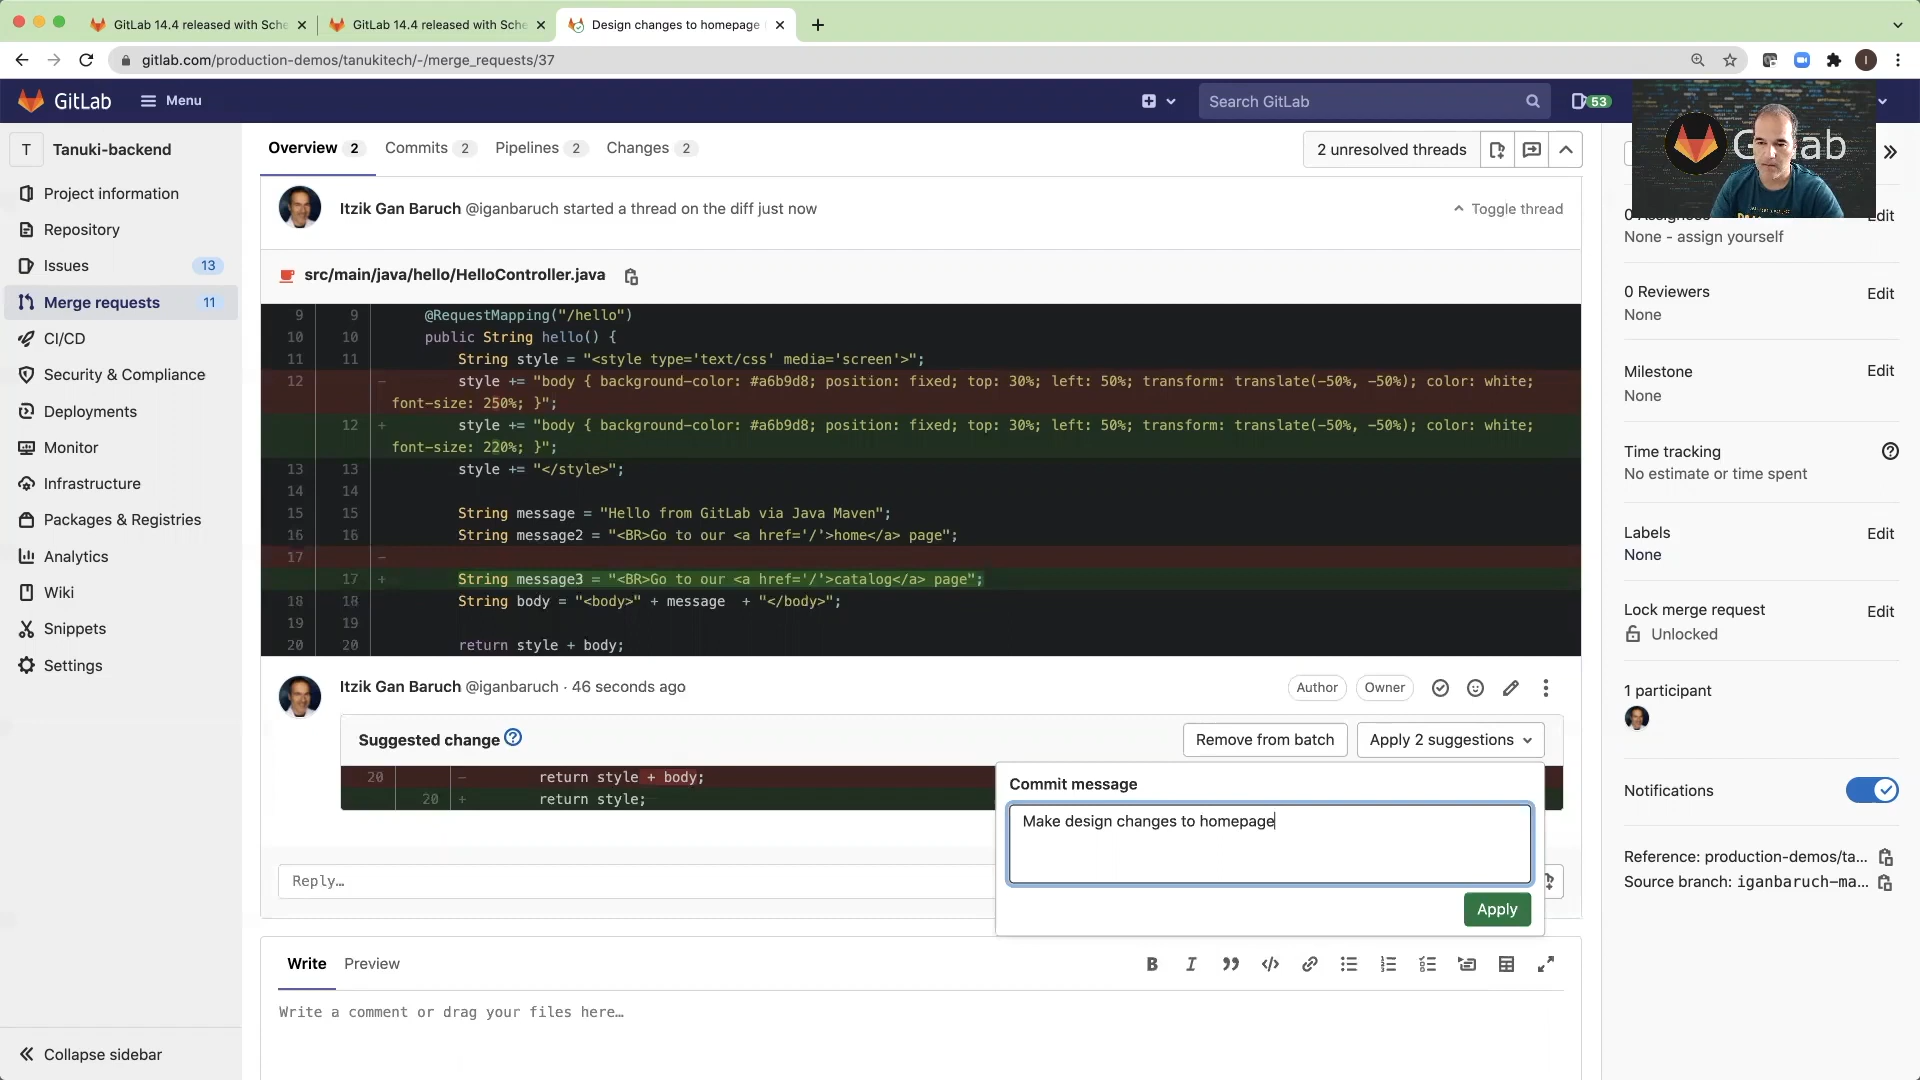 GitLab 14.4 released with Sche
GitLab 14.4 released with Sche
Design changes to homepage
gitlab.com/production-demos/tanukitech/-/merge_requests/37
I
GitLab
Menu
Search GitLab
53
GitLab
T
Tanuki-backend
Project information
Repository
Issues 13
Merge requests 11
CI/CD
Security & Compliance
Deployments
Monitor
Infrastructure
Packages & Registries
Analytics
Wiki
Snippets
Settings
Collapse sidebar
Overview 2 Commits 2 Pipelines 2 Changes 2
2 unresolved threads
Itzik Gan Baruch @iganbaruch started a thread on the diff just now
Toggle thread
src/main/java/hello/HelloController.java
9 9 @RequestMapping("/hello")
10 10 public String hello() {
11 11 String style = "<style type='text/css' media='screen'>";
12 - style += "body { background-color: #a6b9d8; position: fixed; top: 30%; left: 50%; transform: translate(-50%, -50%); color: white;
font-size: 250%; }";
12 + style += "body { background-color: #a6b9d8; position: fixed; top: 30%; left: 50%; transform: translate(-50%, -50%); color: white;
font-size: 220%; }";
13 13 style += "</style>";
14 14
15 15 String message = "Hello from GitLab via Java Maven";
16 16 String message2 = "<BR>Go to our <a href='/'>home</a> page";
17 -
17 + String message3 = "<BR>Go to our <a href='/'>catalog</a> page";
18 18 String body = "<body>" + message + "</body>";
19 19
20 20 return style + body;
Itzik Gan Baruch @iganbaruch · 46 seconds ago
Author Owner
Suggested change
Remove from batch
Apply 2 suggestions
20 - return style + body;
20 + return style;
Commit message
Make design changes to homepage
Apply
Reply…
Write Preview
Write a comment or drag your files here…
Edit
None - assign yourself
0 Reviewers Edit
None
Milestone Edit
None
Time tracking
No estimate or time spent
Labels Edit
None
Lock merge request Edit
Unlocked
1 participant
Notifications
Reference: production-demos/ta...
Source branch: iganbaruch-ma...